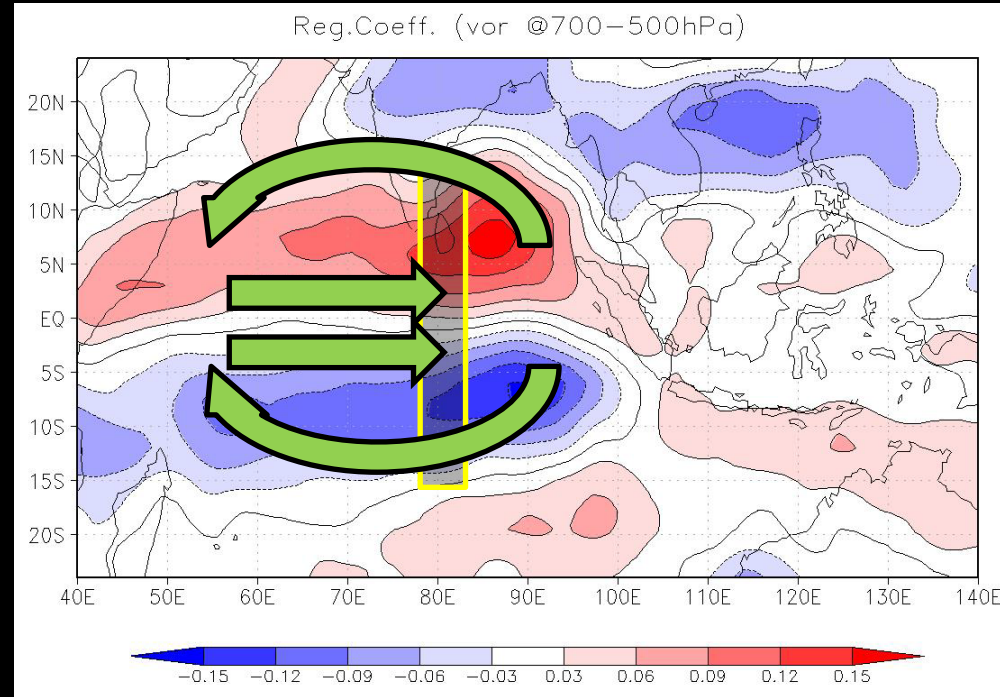 Reg.Coeff. (vor @700−500hPa)
20N
15N
10N
5N
EQ
5S
10S
15S
20S
40E 50E 60E 70E 80E 90E 100E 110E 120E 130E 140E
−0.15 −0.12 −0.09 −0.06 −0.03 0.03 0.06 0.09 0.12 0.15